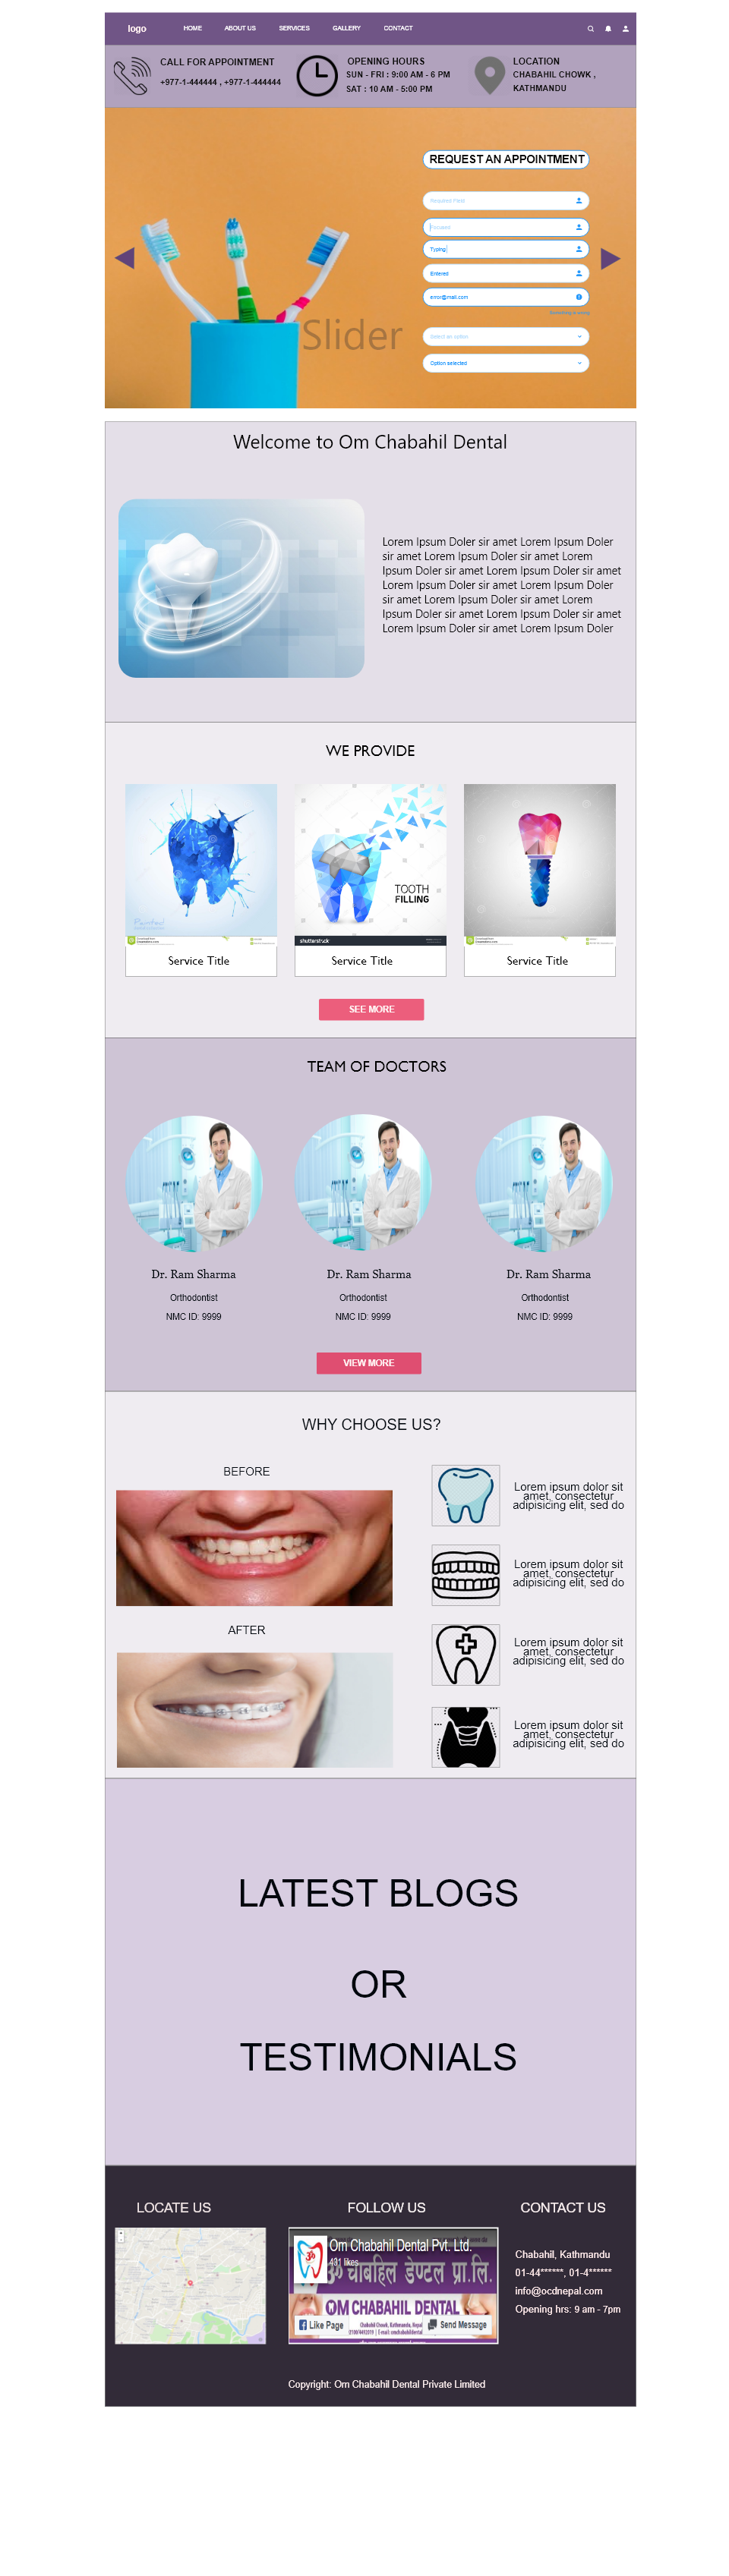 logo
HOME ABOUT US SERVICES GALLERY CONTACT
CALL FOR APPOINTMENT
+977-1-444444 , +977-1-444444
OPENING HOURS
SUN - FRI : 9:00 AM - 6 PM
SAT : 10 AM - 5:00 PM
LOCATION
CHABAHIL CHOWK ,
KATHMANDU
REQUEST AN APPOINTMENT
Required Field
Focused
Typing
Entered
error@mail.com
Something is wrong
Select an option
Option selected
Slider
Welcome to Om Chabahil Dental
Lorem Ipsum Doler sir amet Lorem Ipsum Doler
sir amet Lorem Ipsum Doler sir amet Lorem
Ipsum Doler sir amet Lorem Ipsum Doler sir amet
Lorem Ipsum Doler sir amet Lorem Ipsum Doler
sir amet Lorem Ipsum Doler sir amet Lorem
Ipsum Doler sir amet Lorem Ipsum Doler sir amet
Lorem Ipsum Doler sir amet Lorem Ipsum Doler
WE PROVIDE
Painted
TOOTH
FILLING
shutterstock
Service Title
Service Title
Service Title
SEE MORE
TEAM OF DOCTORS
Dr. Ram Sharma
Orthodontist
NMC ID: 9999
Dr. Ram Sharma
Orthodontist
NMC ID: 9999
Dr. Ram Sharma
Orthodontist
NMC ID: 9999
VIEW MORE
WHY CHOOSE US?
BEFORE
AFTER
Lorem ipsum dolor sit
amet, consectetur
adipisicing elit, sed do
Lorem ipsum dolor sit
amet, consectetur
adipisicing elit, sed do
Lorem ipsum dolor sit
amet, consectetur
adipisicing elit, sed do
Lorem ipsum dolor sit
amet, consectetur
adipisicing elit, sed do
LATEST BLOGS
OR
TESTIMONIALS
LOCATE US
FOLLOW US
Om Chabahil Dental Pvt. Ltd.
431 likes
ॐ चाबहिल डेण्टल प्रा.लि.
OM CHABAHIL DENTAL
Chabahil Chowk, Kathmandu, Nepal
Like Page
Send Message
CONTACT US
Chabahil, Kathmandu
01-44******, 01-4******
info@ocdnepal.com
Opening hrs: 9 am - 7pm
Copyright: Om Chabahil Dental Private Limited